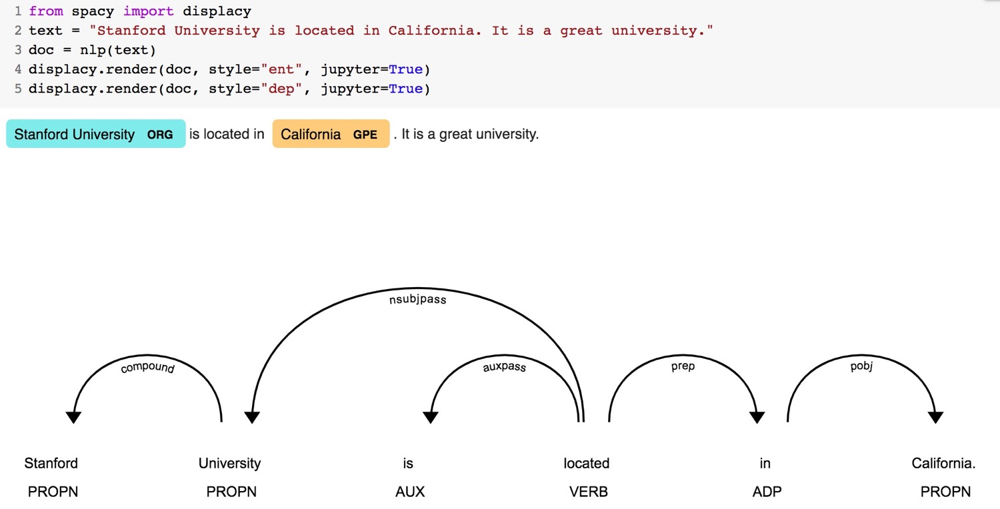 1 from spacy import displacy
2 text = "Stanford University is located in California. It is a great university."
3 doc = nlp(text)
4 displacy.render(doc, style="ent", jupyter=True)
5 displacy.render(doc, style="dep", jupyter=True)
Stanford University ORG is located in California GPE . It is a great university.
nsubjpass
compound auxpass prep pobj
Stanford University is located in California.
PROPN PROPN AUX VERB ADP PROPN